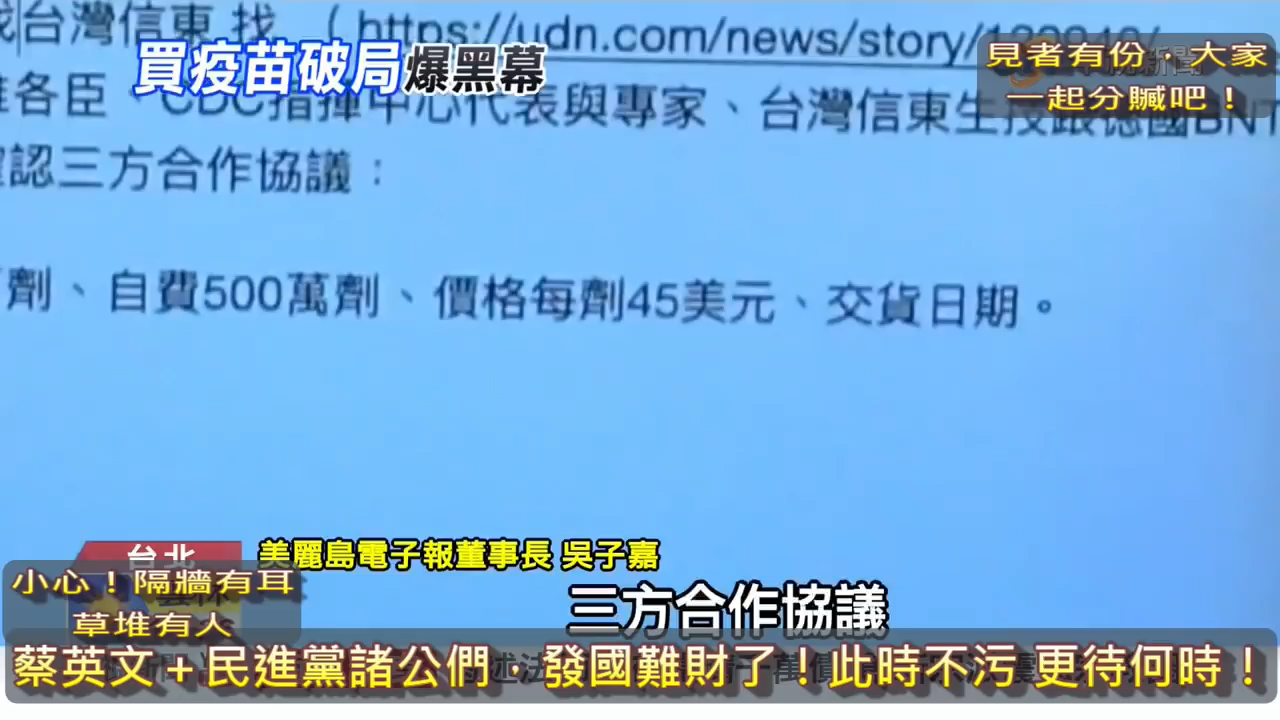 台灣信東 找 （https://udn.com/news/story/
買疫苗破局爆黑幕
見者有份．大家
一起分贓吧！
各臣 CDC指揮中心代表與專家、台灣信東生技跟德國BNT
認三方合作協議：
劑、自費500萬劑、價格每劑45美元、交貨日期。
台北
美麗島電子報董事長 吳子嘉
小心！隔牆有耳
草堆有人
三方合作協議
蔡英文＋民進黨諸公們．發國難財了！此時不污 更待何時！